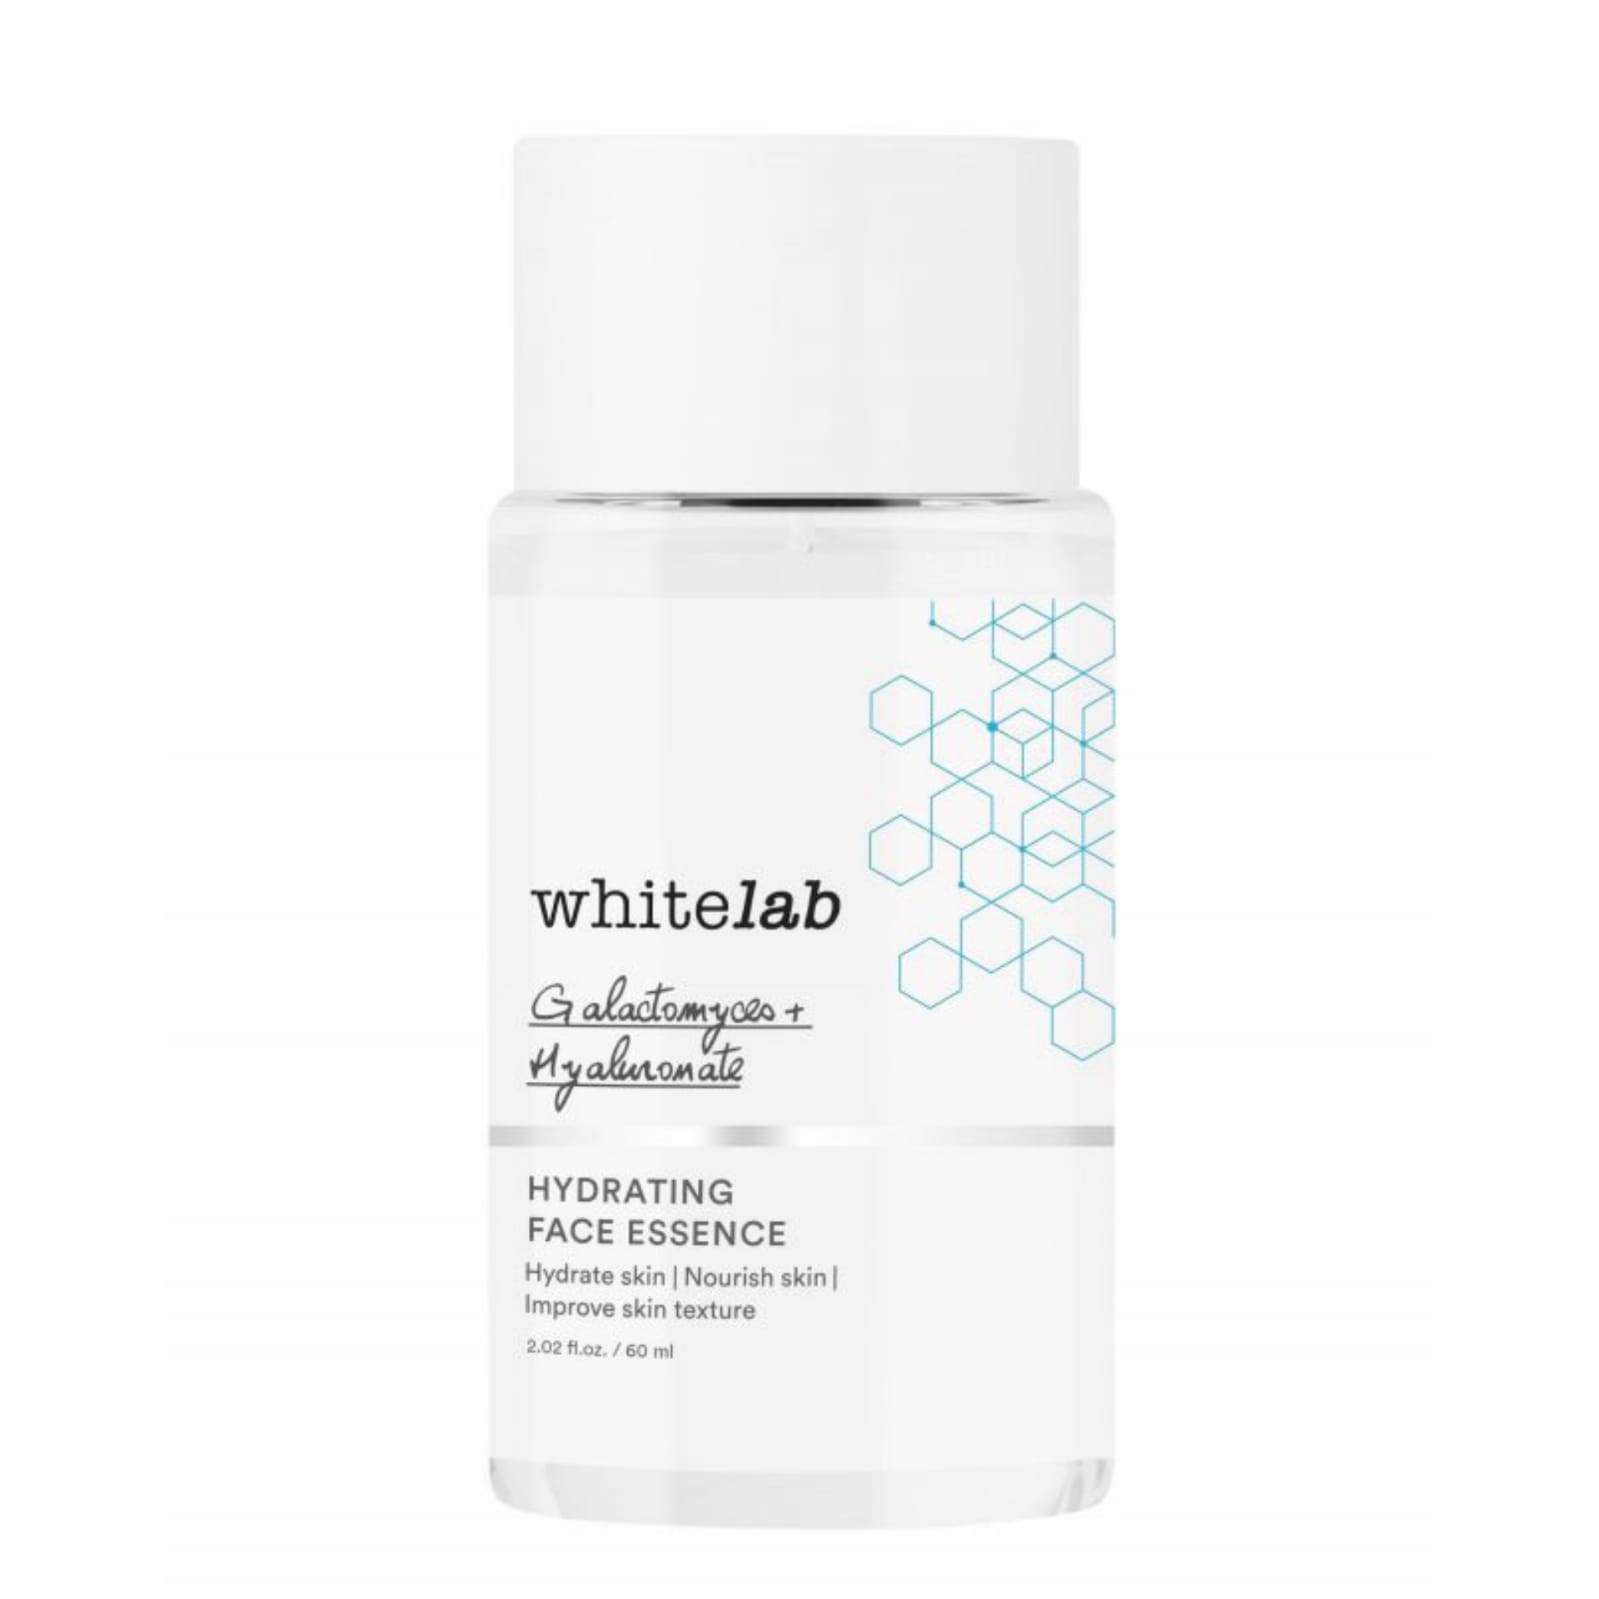 whitelab
Galactomyces +
Hyaluronate
HYDRATING
FACE ESSENCE
Hydrate skin | Nourish skin |
Improve skin texture
2.02 fl.oz. / 60 ml